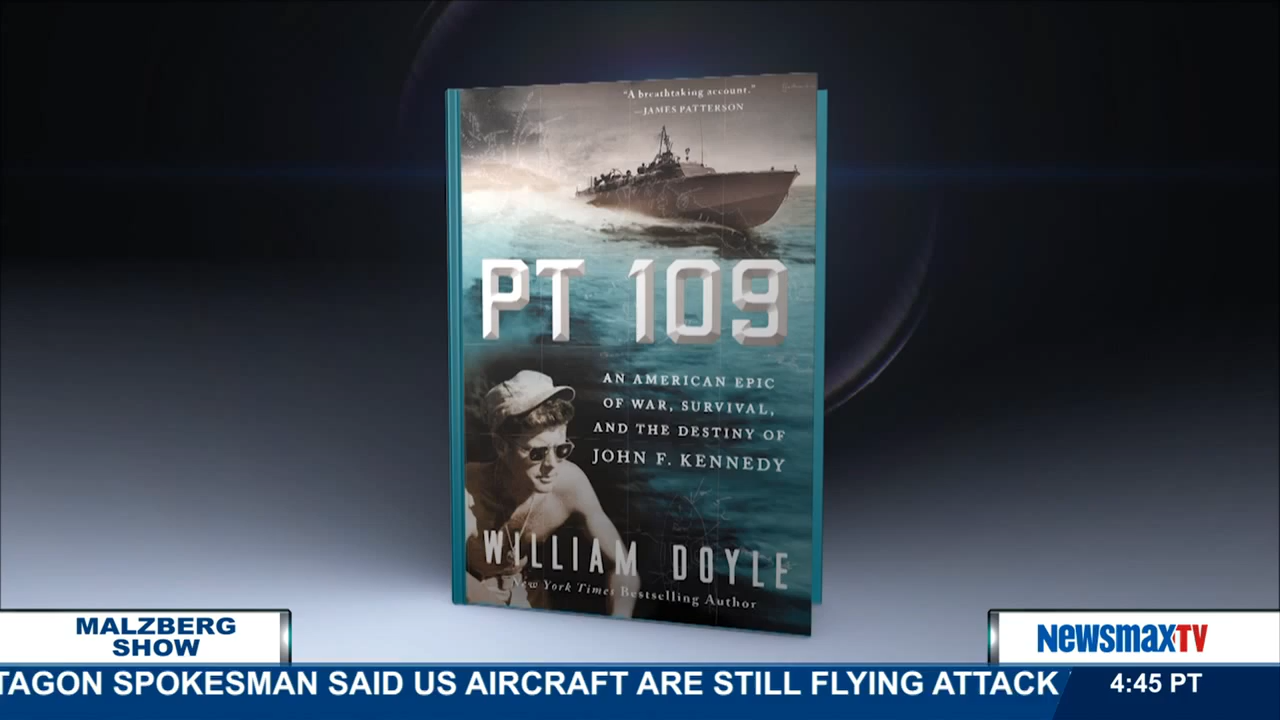 "A breathtaking account."
—JAMES PATTERSON
PT 109
AN AMERICAN EPIC
OF WAR, SURVIVAL,
AND THE DESTINY OF
JOHN F. KENNEDY
WILLIAM DOYLE
New York Times Bestselling Author
MALZBERG
SHOW
NEWSMAXTV
TAGON SPOKESMAN SAID US AIRCRAFT ARE STILL FLYING ATTACK
4:45 PT